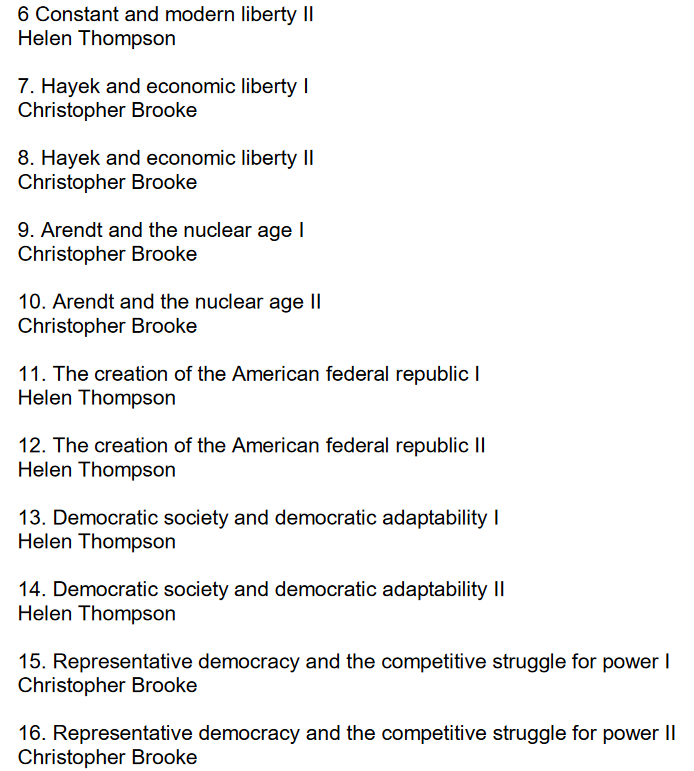 6 Constant and modern liberty II
Helen Thompson
7. Hayek and economic liberty I
Christopher Brooke
8. Hayek and economic liberty II
Christopher Brooke
9. Arendt and the nuclear age I
Christopher Brooke
10. Arendt and the nuclear age II
Christopher Brooke
11. The creation of the American federal republic I
Helen Thompson
12. The creation of the American federal republic II
Helen Thompson
13. Democratic society and democratic adaptability I
Helen Thompson
14. Democratic society and democratic adaptability II
Helen Thompson
15. Representative democracy and the competitive struggle for power I
Christopher Brooke
16. Representative democracy and the competitive struggle for power II
Christopher Brooke